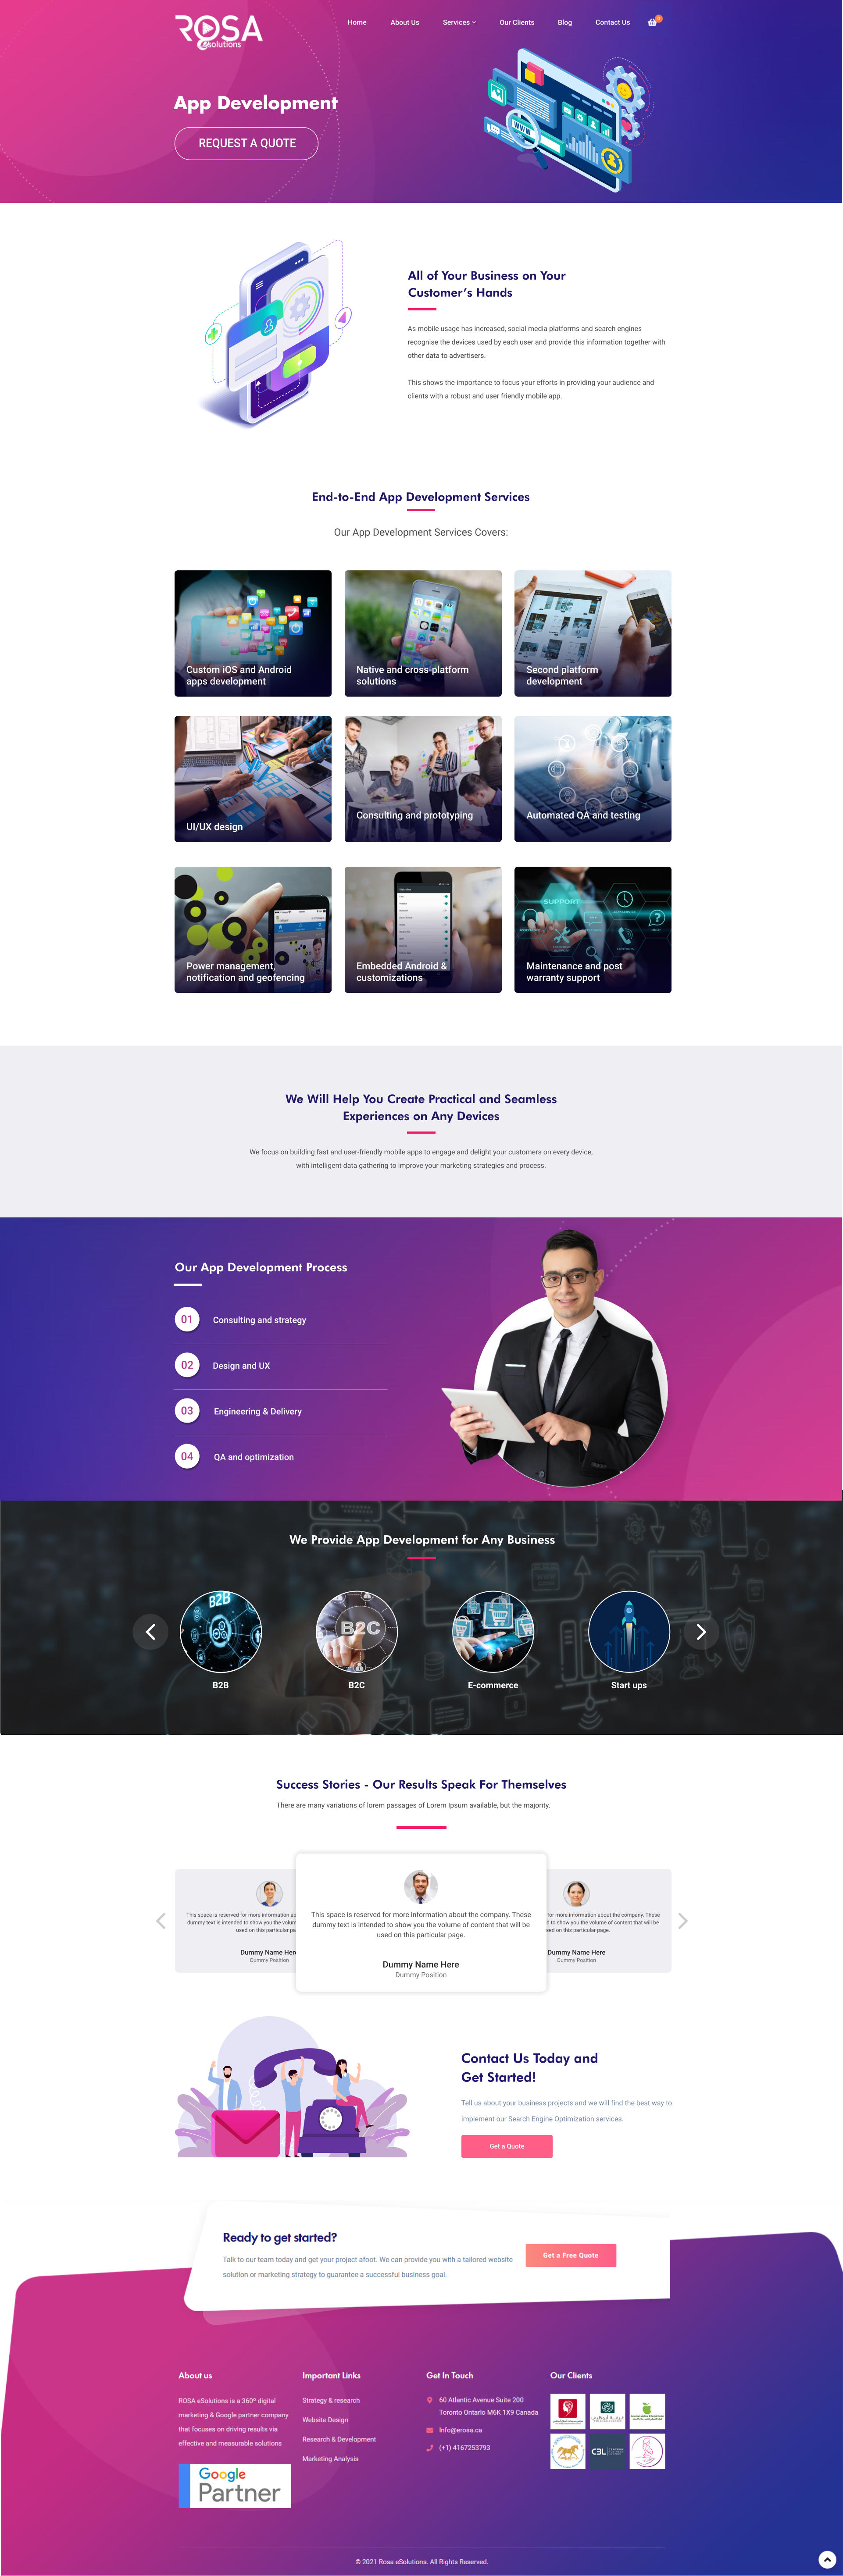 ROSA
eSolutions
Home
About Us
Services
Our Clients
Blog
Contact Us
App Development
REQUEST A QUOTE
WWW
All of Your Business on Your
Customer's Hands
As mobile usage has increased, social media platforms and search engines
recognise the devices used by each user and provide this information together with
other data to advertisers.
This shows the importance to focus your efforts in providing your audience and
clients with a robust and user friendly mobile app.
End-to-End App Development Services
Our App Development Services Covers:
Custom iOS and Android
apps development
Native and cross-platform
solutions
Second platform
development
UI/UX design
Consulting and prototyping
Automated QA and testing
SUPPORT
HELP
Power management,
notification and geofencing
Embedded Android &
customizations
Maintenance and post
warranty support
We Will Help You Create Practical and Seamless
Experiences on Any Devices
We focus on building fast and user-friendly mobile apps to engage and delight your customers on every device,
with intelligent data gathering to improve your marketing strategies and process.
Our App Development Process
01 Consulting and strategy
02 Design and UX
03 Engineering & Delivery
04 QA and optimization
We Provide App Development for Any Business
B2B
B2C
B2B
B2C
E-commerce
Start ups
Success Stories - Our Results Speak For Themselves
There are many variations of lorem passages of Lorem Ipsum available, but the majority.
This space is reserved for more information ab
dummy text is intended to show you the volum
used on this particular pa
Dummy Name Her
Dummy Position
This space is reserved for more information about the company. These
dummy text is intended to show you the volume of content that will be
used on this particular page.
Dummy Name Here
Dummy Position
for more information about the company. These
d to show you the volume of content that will be
sed on this particular page.
Dummy Name Here
Dummy Position
Contact Us Today and
Get Started!
Tell us about your business projects and we will find the best way to
implement our Search Engine Optimization services.
Get a Quote
Ready to get started?
Talk to our team today and get your project afoot. We can provide you with a tailored website
solution or marketing strategy to guarantee a successful business goal.
Get a Free Quote
About us
ROSA eSolutions is a 360º digital
marketing & Google partner company
that focuses on driving results via
effective and measurable solutions
Google
Partner
Important Links
Strategy & research
Website Design
Research & Development
Marketing Analysis
Get In Touch
60 Atlantic Avenue Suite 200
Toronto Ontario M6K 1X9 Canada
Info@erosa.ca
(+1) 4167253793
Our Clients
CBL
© 2021 Rosa eSolutions. All Rights Reserved.